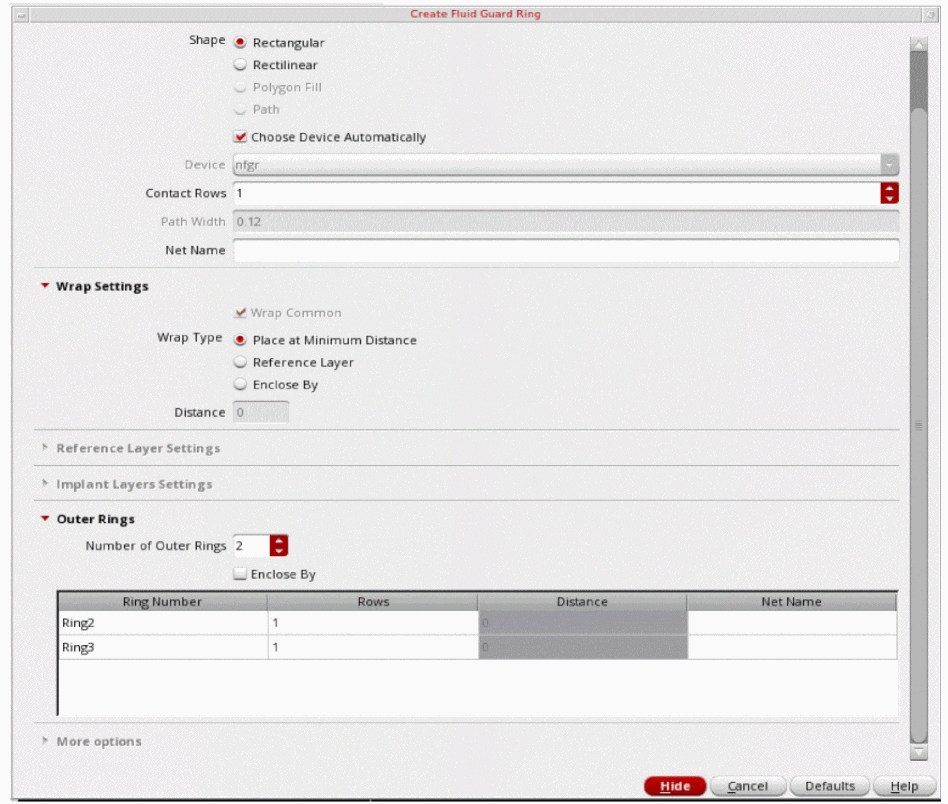 Create Fluid Guard Ring
Shape Rectangular
Rectilinear
Polygon Fill
Path
Choose Device Automatically
Device nfgr
Contact Rows 1
Path Width 0.12
Net Name
Wrap Settings
Wrap Common
Wrap Type Place at Minimum Distance
Reference Layer
Enclose By
Distance 0
Reference Layer Settings
Implant Layers Settings
Outer Rings
Number of Outer Rings 2
Enclose By
Ring Number Rows Distance Net Name
Ring2 1 0
Ring3 1 0
More options
Hide Cancel Defaults Help